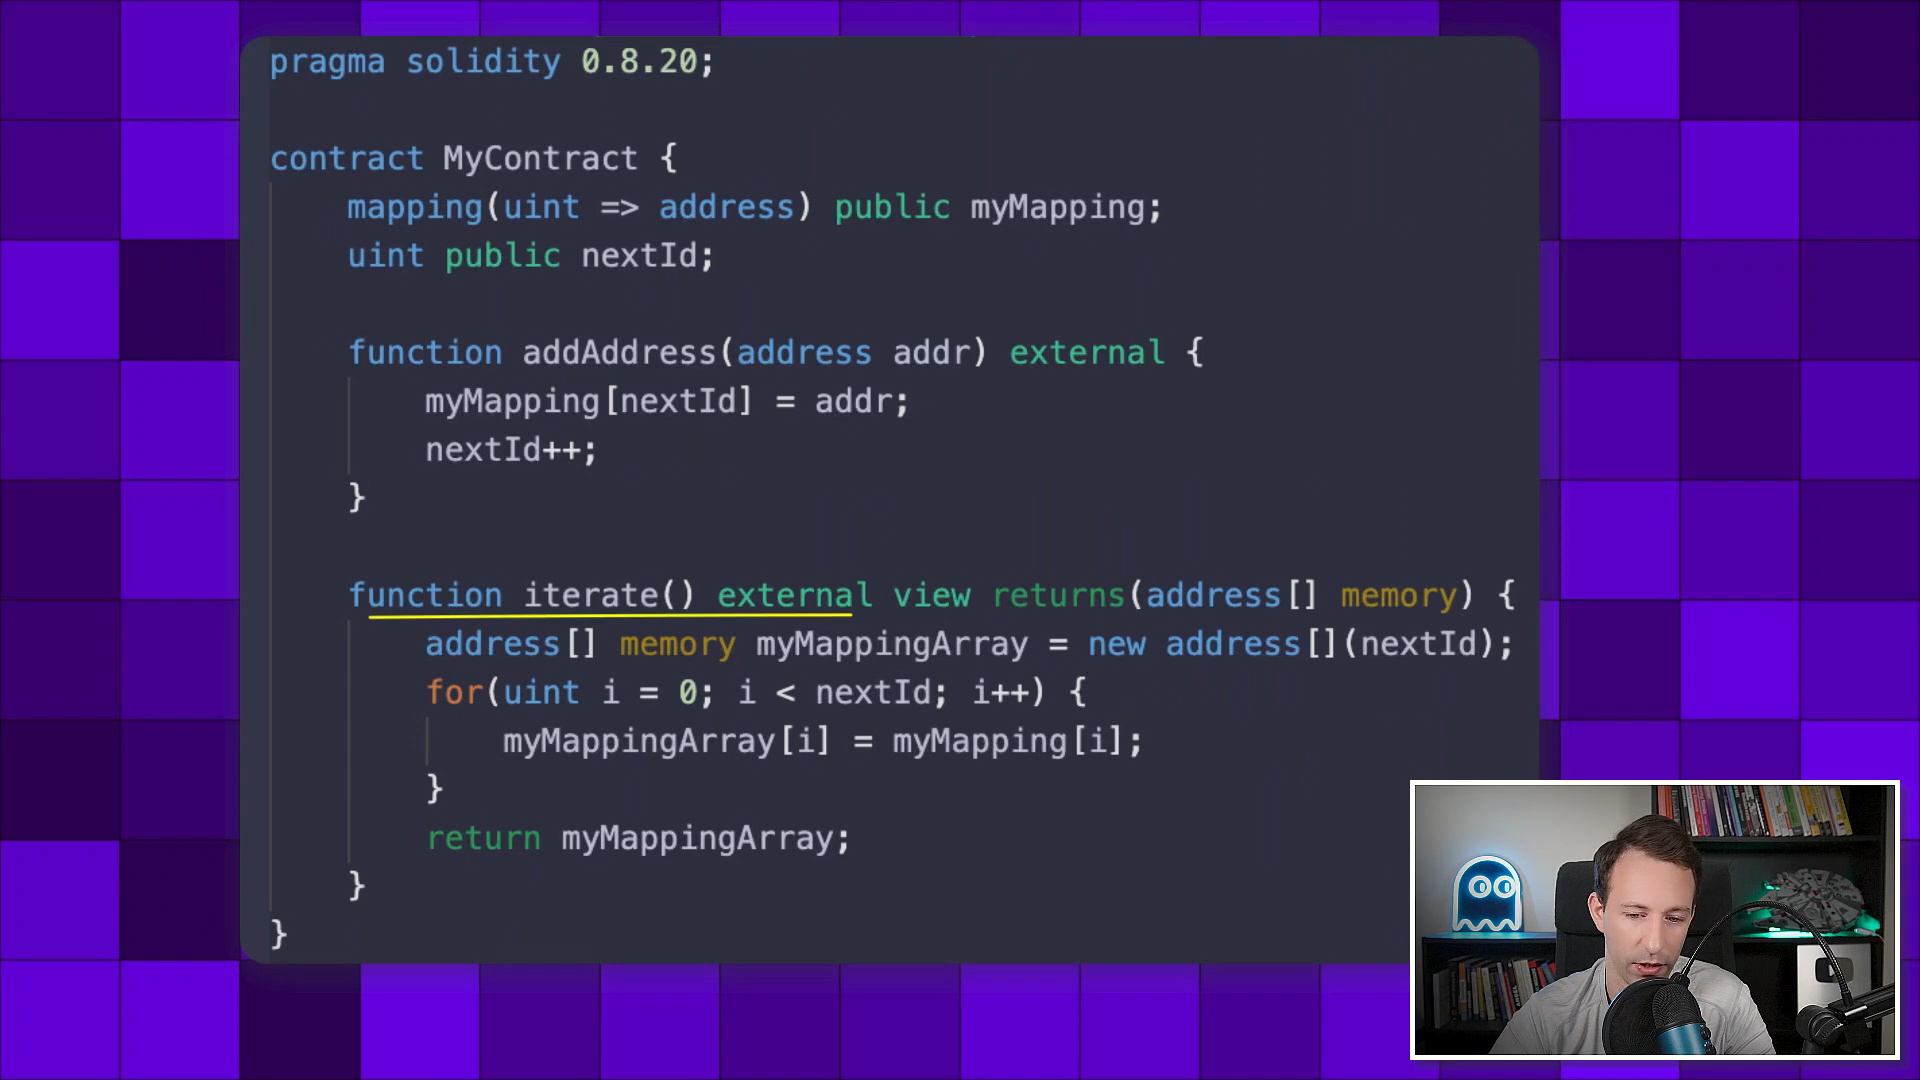 pragma solidity 0.8.20;
contract MyContract {
mapping(uint => address) public myMapping;
uint public nextId;
function addAddress(address addr) external {
myMapping[nextId] = addr;
nextId++;
}
function iterate() external view returns(address[] memory) {
address[] memory myMappingArray = new address[](nextId);
for(uint i = 0; i < nextId; i++) {
myMappingArray[i] = myMapping[i];
}
return myMappingArray;
}
}